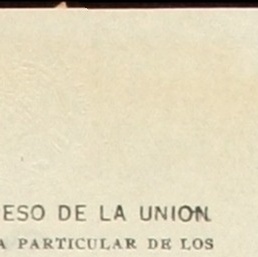 ESO DE LA UNION.
A PARTICULAR DE LOS